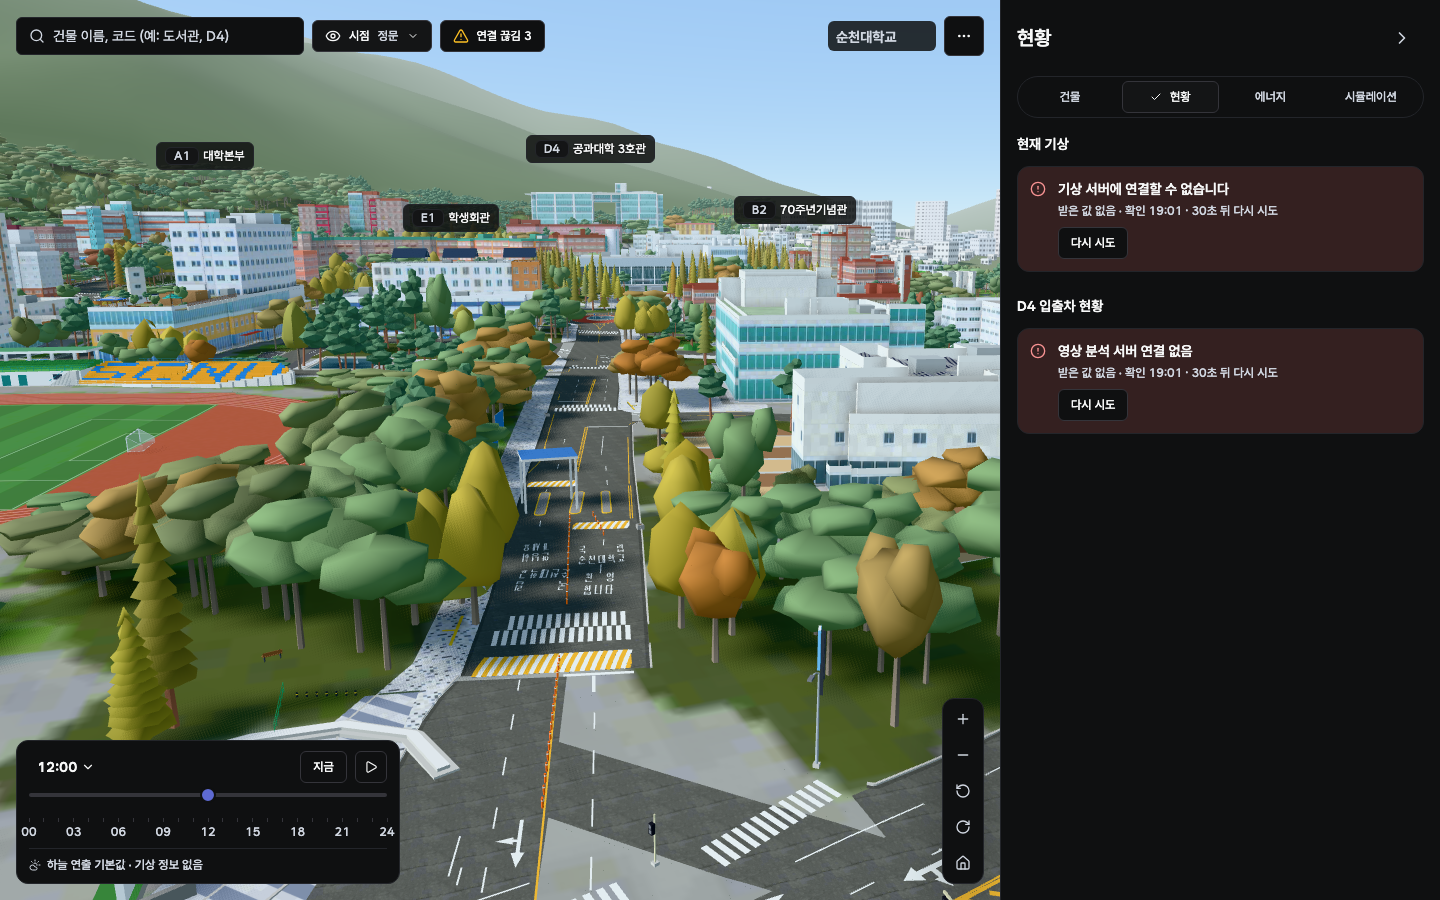 건물 이름, 코드 (예: 도서관, D4)
시점 정문
연결 끊김 3
순천대학교
현황
건물
현황
에너지
시뮬레이션
현재 기상
기상 서버에 연결할 수 없습니다
받은 값 없음 · 확인 19:01 · 30초 뒤 다시 시도
다시 시도
D4 입출차 현황
영상 분석 서버 연결 없음
받은 값 없음 · 확인 19:01 · 30초 뒤 다시 시도
다시 시도
A1 대학본부
D4 공과대학 3호관
E1 학생회관
B2 70주년기념관
SCNU
12:00
지금
00 03 06 09 12 15 18 21 24
하늘 연출 기본값 · 기상 정보 없음